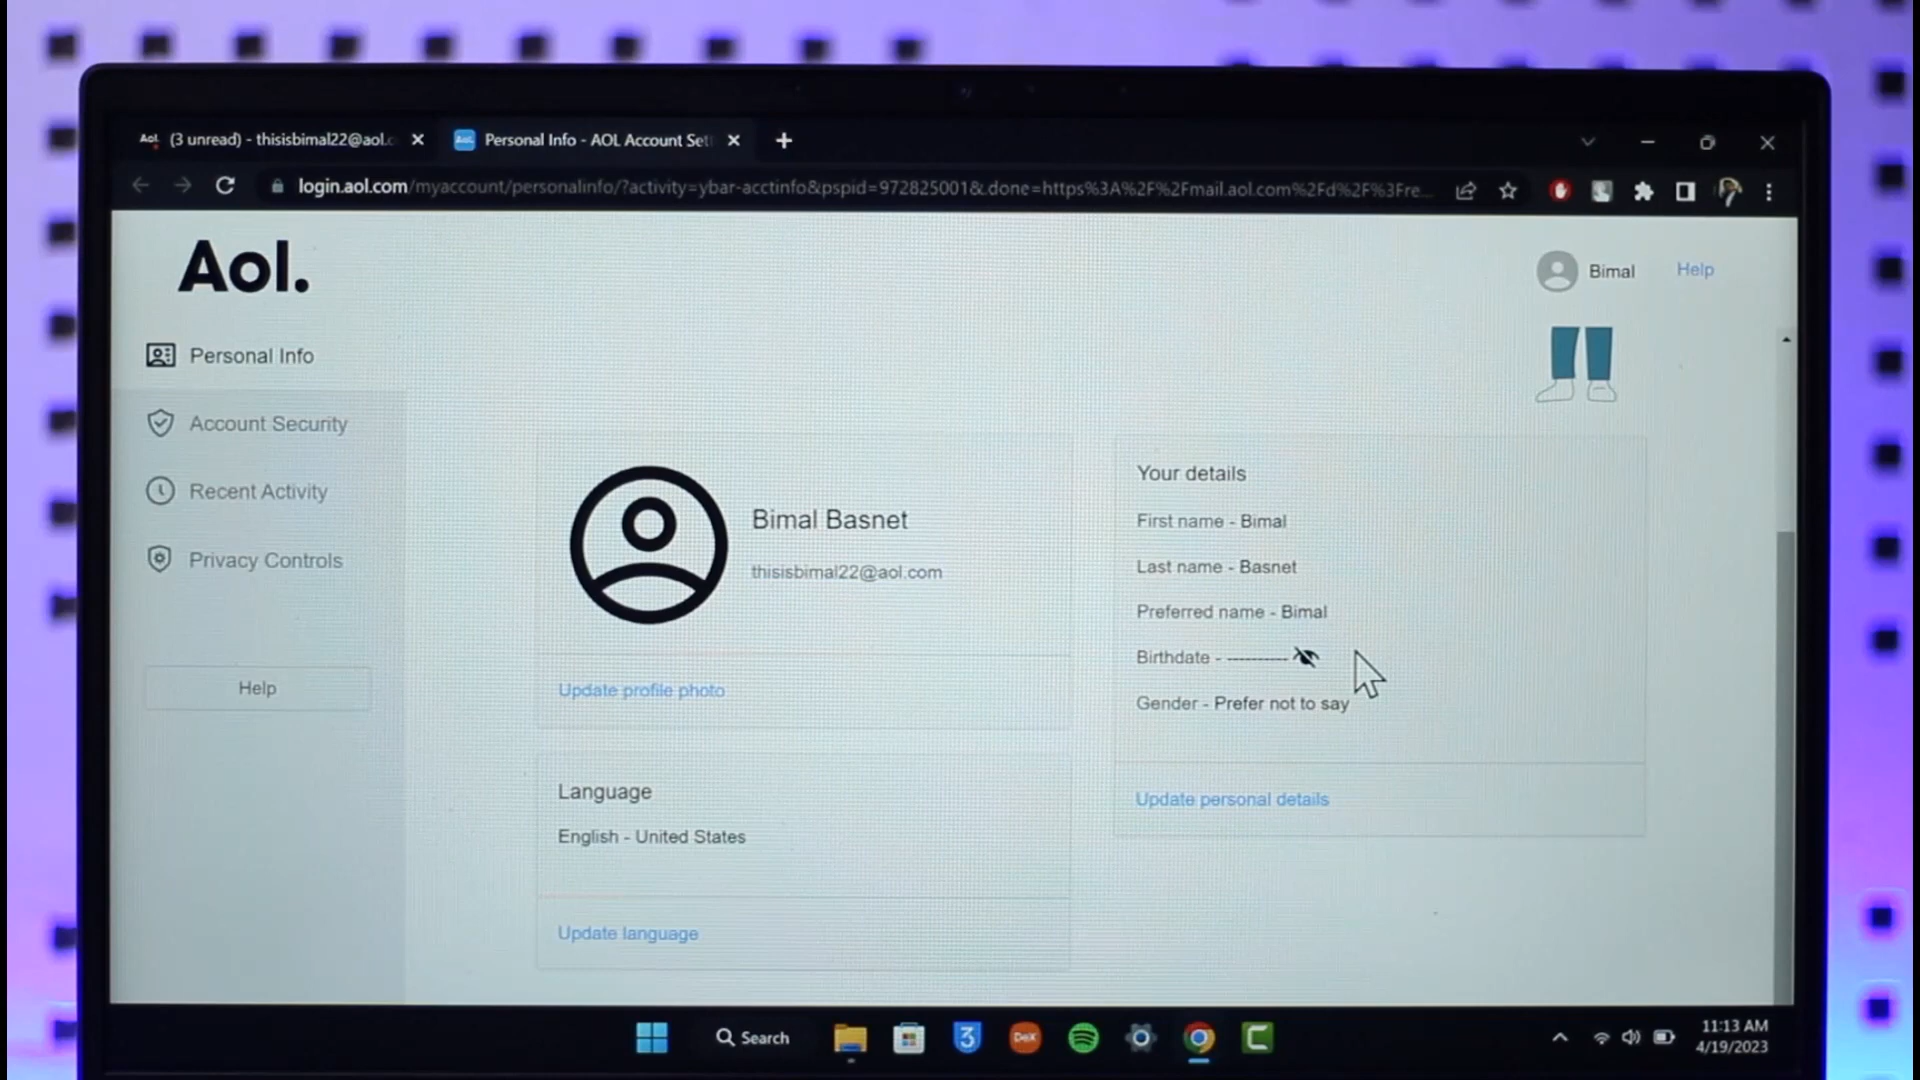 Aol. (3 unread) - thisisbimal22@aol.c
Aol. Personal Info - AOL Account Set
login.aol.com/myaccount/personalinfo/?activity=ybar-acctinfo&pspid=972825001&.done=https%3A%2F%2Fmail.aol.com%2Fd%2F%3Fre...
Aol.
Bimal
Help
Personal Info
Account Security
Recent Activity
Privacy Controls
Help
Bimal Basnet
thisisbimal22@aol.com
Update profile photo
Language
English - United States
Update language
Your details
First name - Bimal
Last name - Basnet
Preferred name - Bimal
Birthdate - -----------
Gender - Prefer not to say
Update personal details
Search
3
DeX
C
11:13 AM
4/19/2023